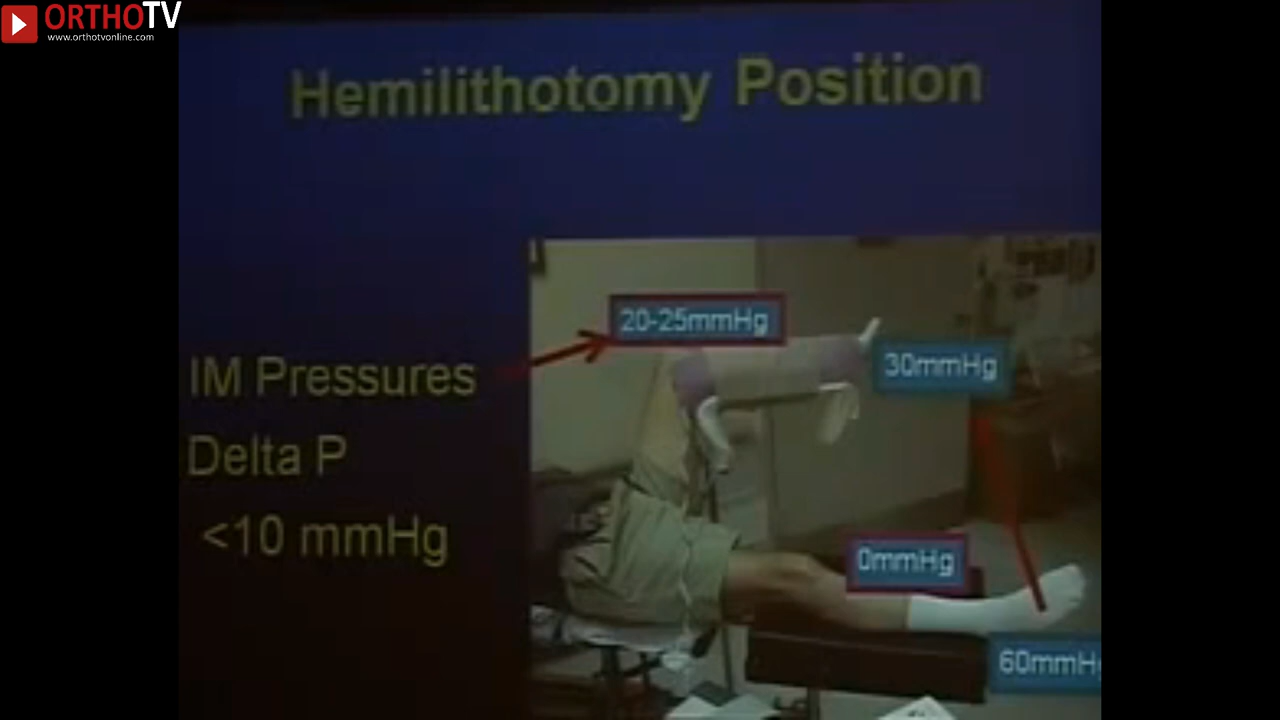 ORTHOTV
www.orthotvonline.com
Hemilithotomy Position
20-25mmHg
30mmHg
IM Pressures
Delta P
<10 mmHg
0mmHg
60mmHg